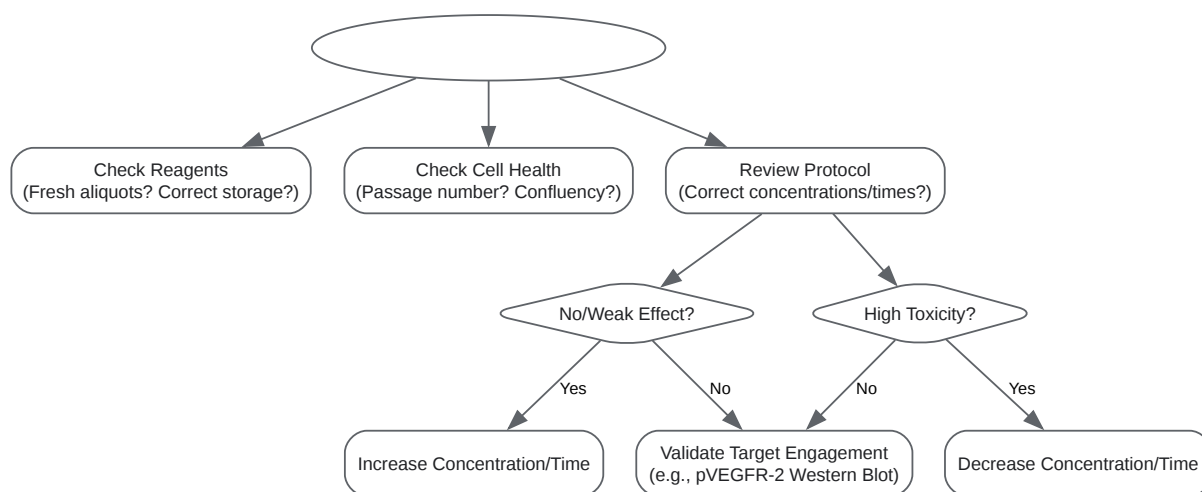 Check Reagents
(Fresh aliquots? Correct storage?)
Check Cell Health
(Passage number? Confluency?)
Review Protocol
(Correct concentrations/times?)
No/Weak Effect?
High Toxicity?
Yes
No
No
Yes
Increase Concentration/Time
Validate Target Engagement
(e.g., pVEGFR-2 Western Blot)
Decrease Concentration/Time